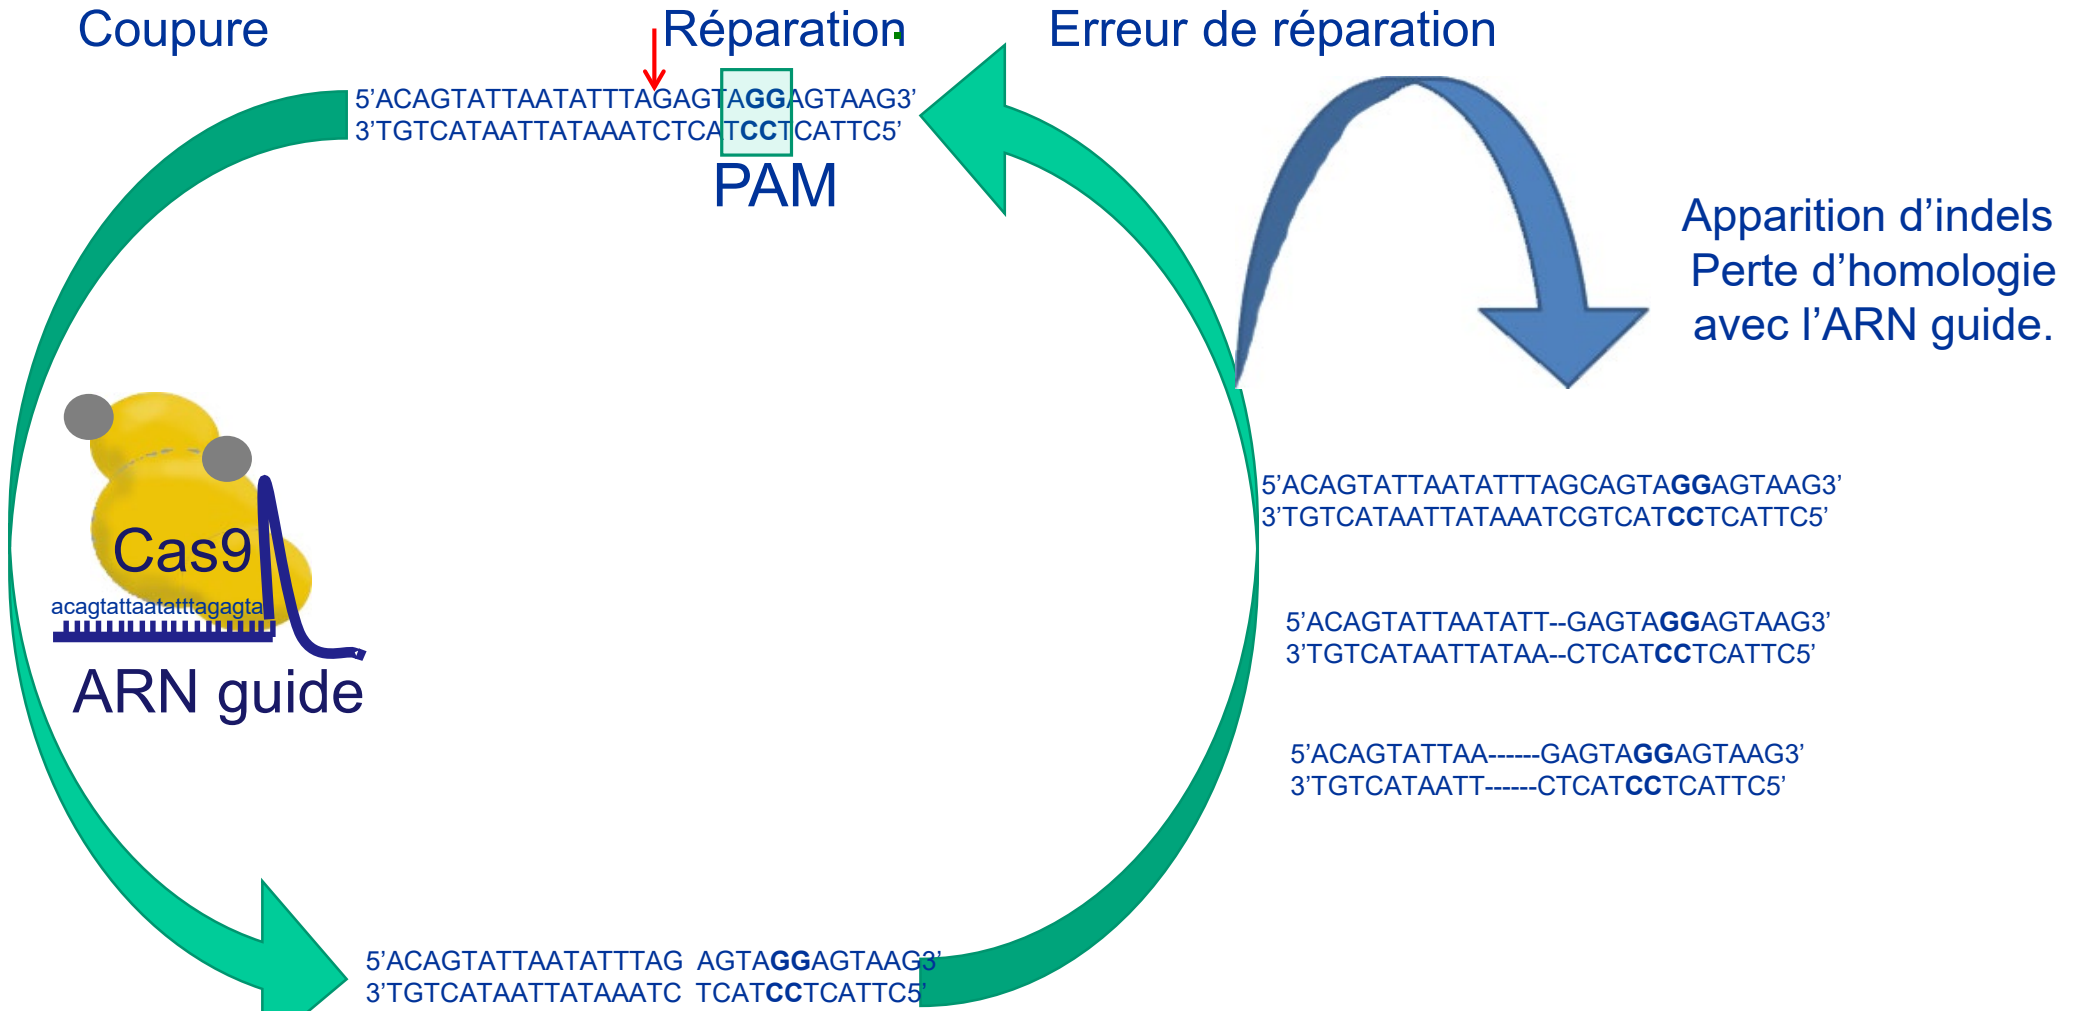 Coupure
Réparation
Erreur de réparation
5’ACAGTATTAATATTTAGAGTAGGAGTAAG3’
3’TGTCATAATTATAAATCTCATCCTCATTC5’
PAM
Apparition d’indels
Perte d’homologie
avec l’ARN guide.
Cas9
acagtattaatatttagagta
ARN guide
5’ACAGTATTAATATTTAGCAGTAGGAGTAAG3’
3’TGTCATAATTATAAATCGTCATCCTCATTC5’
5’ACAGTATTAATATT--GAGTAGGAGTAAG3’
3’TGTCATAATTATAA--CTCATCCTCATTC5’
5’ACAGTATTAA------GAGTAGGAGTAAG3’
3’TGTCATAATT------CTCATCCTCATTC5’
5’ACAGTATTAATATTTAG AGTAGGAGTAAG3’
3’TGTCATAATTATAAATC TCATCCTCATTC5’